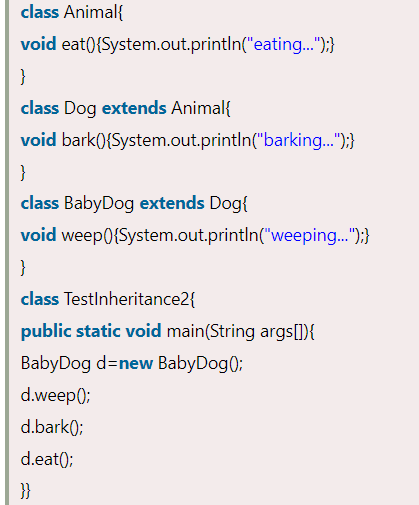 class Animal{
void eat(){System.out.println("eating...");}
}
class Dog extends Animal{
void bark(){System.out.println("barking...");}
}
class BabyDog extends Dog{
void weep(){System.out.println("weeping...");}
}
class TestInheritance2{
public static void main(String args[]){
BabyDog d=new BabyDog();
d.weep();
d.bark();
d.eat();
}}